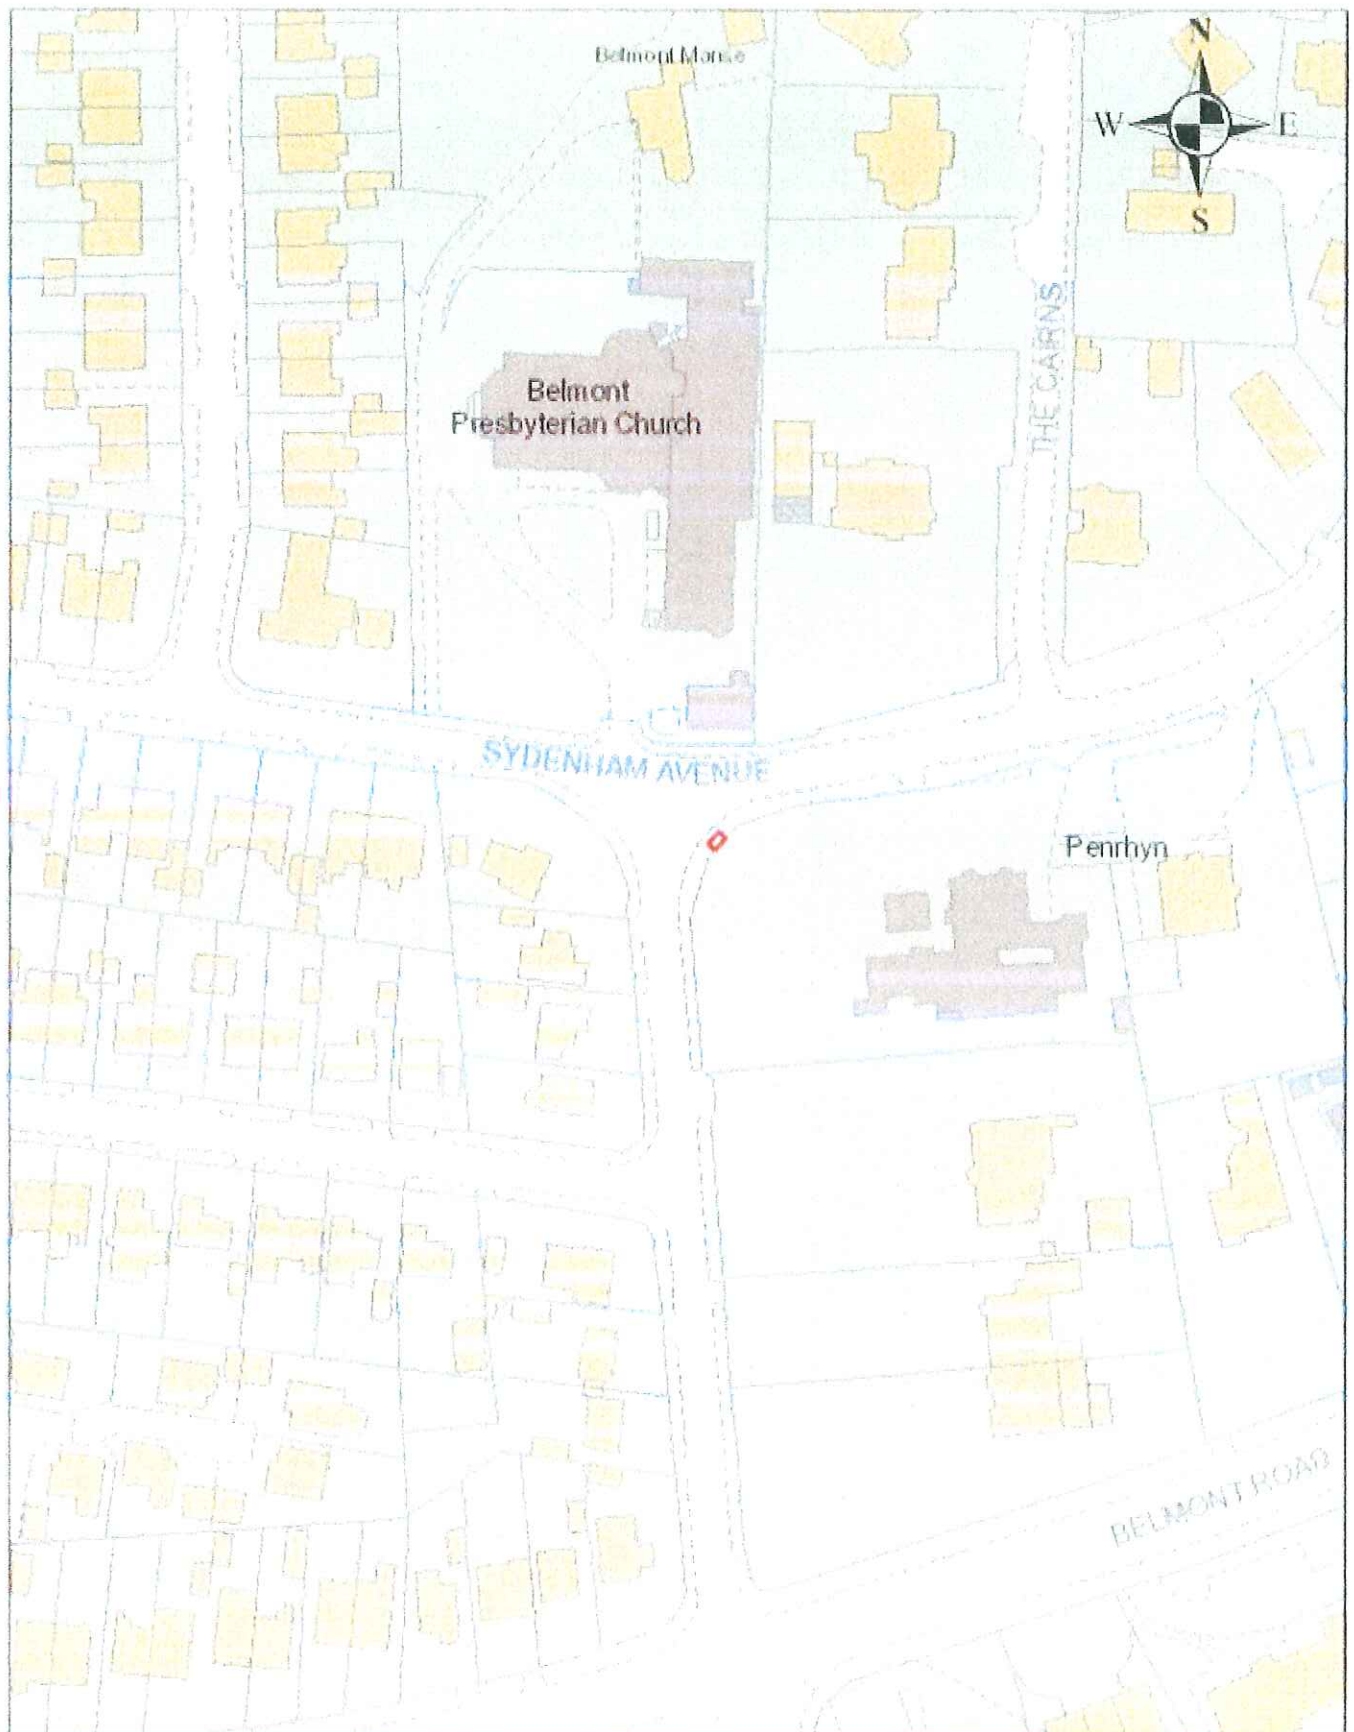 Belmont Manse
N
W
E
S
THE CAIRNS
Belmont
Presbyterian Church
SYDENHAM AVENUE
Penrhyn
BELMONT ROAD